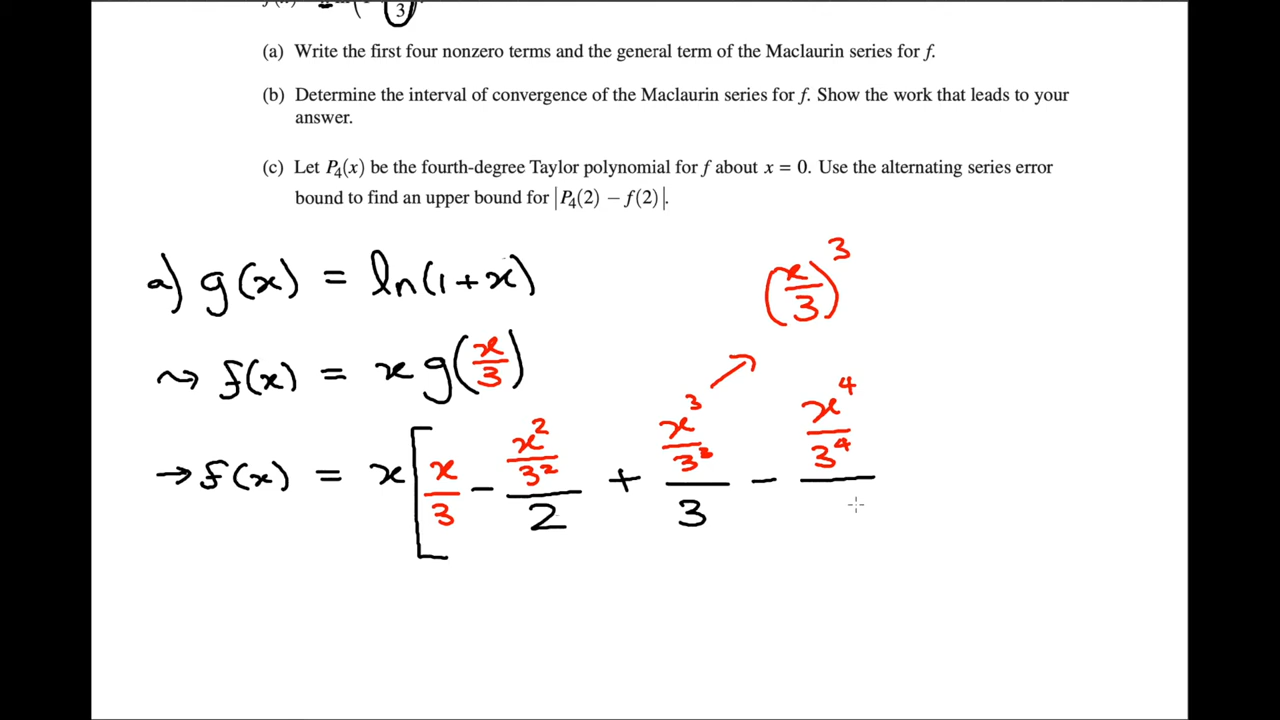 3
(a) Write the first four nonzero terms and the general term of the Maclaurin series for f.
(b) Determine the interval of convergence of the Maclaurin series for f. Show the work that leads to your
answer.
(c) Let P₄(x) be the fourth-degree Taylor polynomial for f about x = 0. Use the alternating series error
bound to find an upper bound for |P₄(2) − f(2)|.
a) g(x) = ln(1+x)
(x/3)³
⤳ f(x) = x g(x/3)
→ f(x) = x[x/3 − (x²/3²)/2 + (x³/3³)/3 − (x⁴/3⁴)/